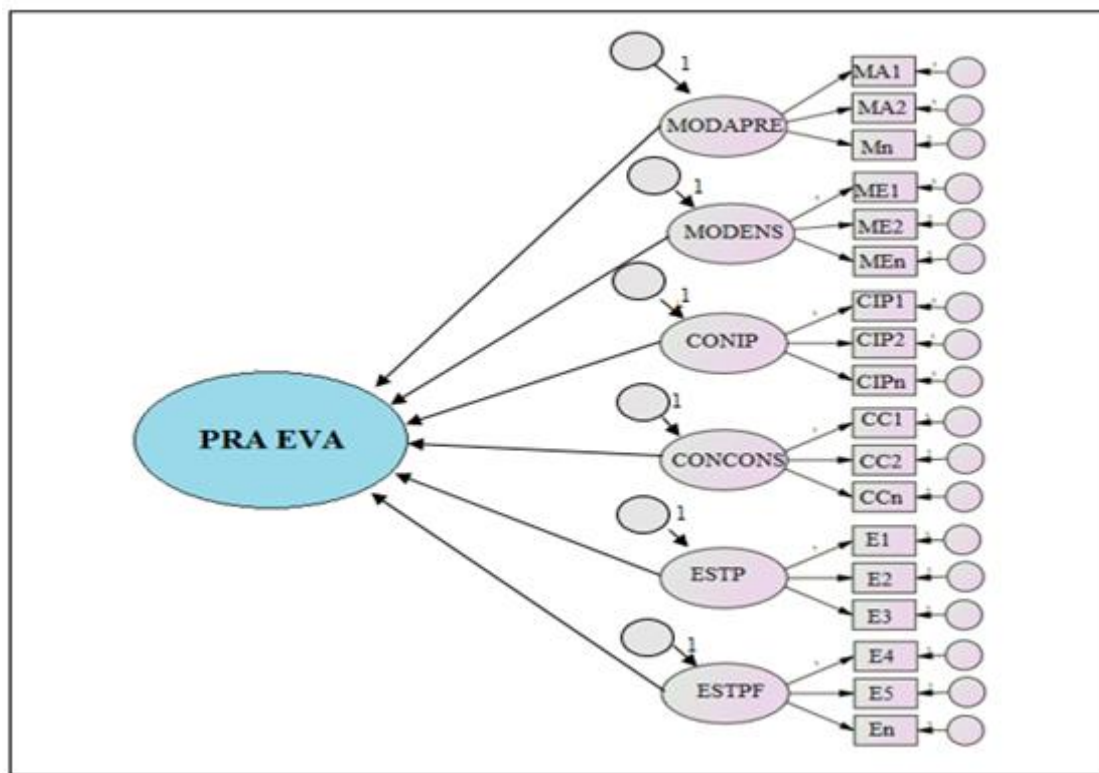 1
MODAPRE
MA1
MA2
Mn
1
MODENS
ME1
ME2
MEn
1
CONIP
CIP1
CIP2
CIPn
PRA EVA
1
CONCONS
CC1
CC2
CCn
1
ESTP
E1
E2
E3
1
ESTPF
E4
E5
En